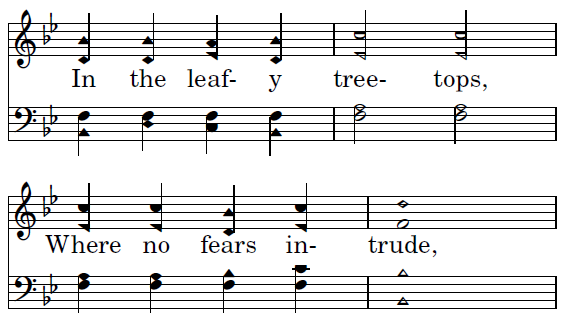 In the leaf- y tree- tops,
Where no fears in- trude,